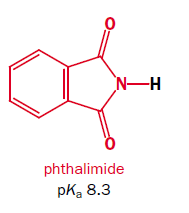 O
N—H
O
phthalimide
pKₐ 8.3